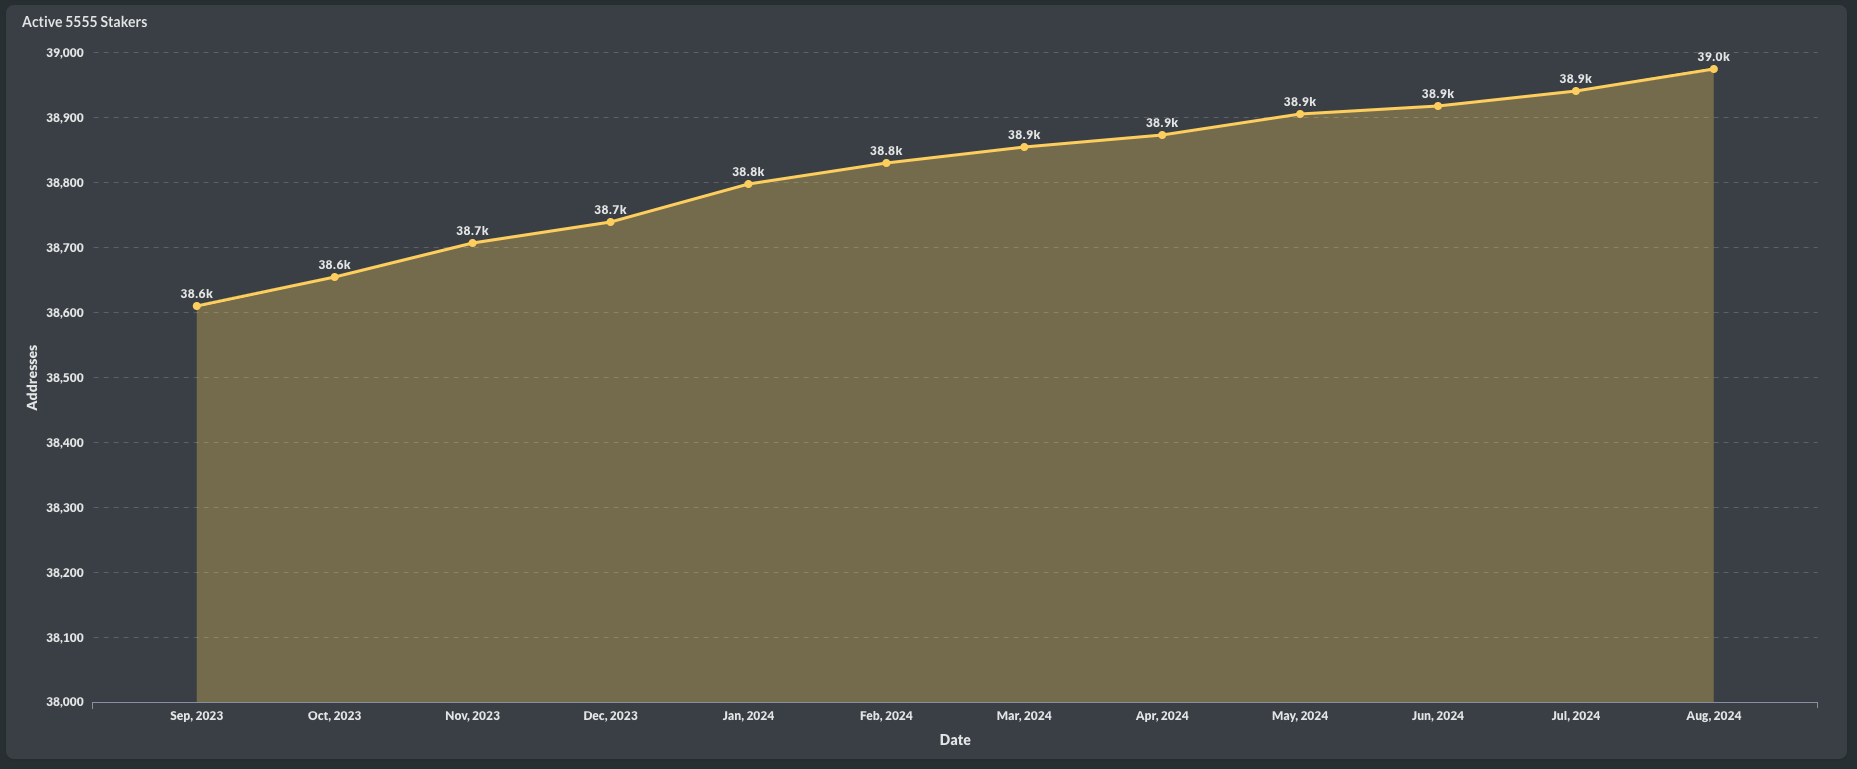 Active 5555 Stakers
39,000
38,900
38,800
38,700
38,600
38,500
38,400
38,300
38,200
38,100
38,000
Addresses
38.6k
38.6k
38.7k
38.7k
38.8k
38.8k
38.9k
38.9k
38.9k
38.9k
38.9k
39.0k
Sep, 2023 Oct, 2023 Nov, 2023 Dec, 2023 Jan, 2024 Feb, 2024 Mar, 2024 Apr, 2024 May, 2024 Jun, 2024 Jul, 2024 Aug, 2024
Date